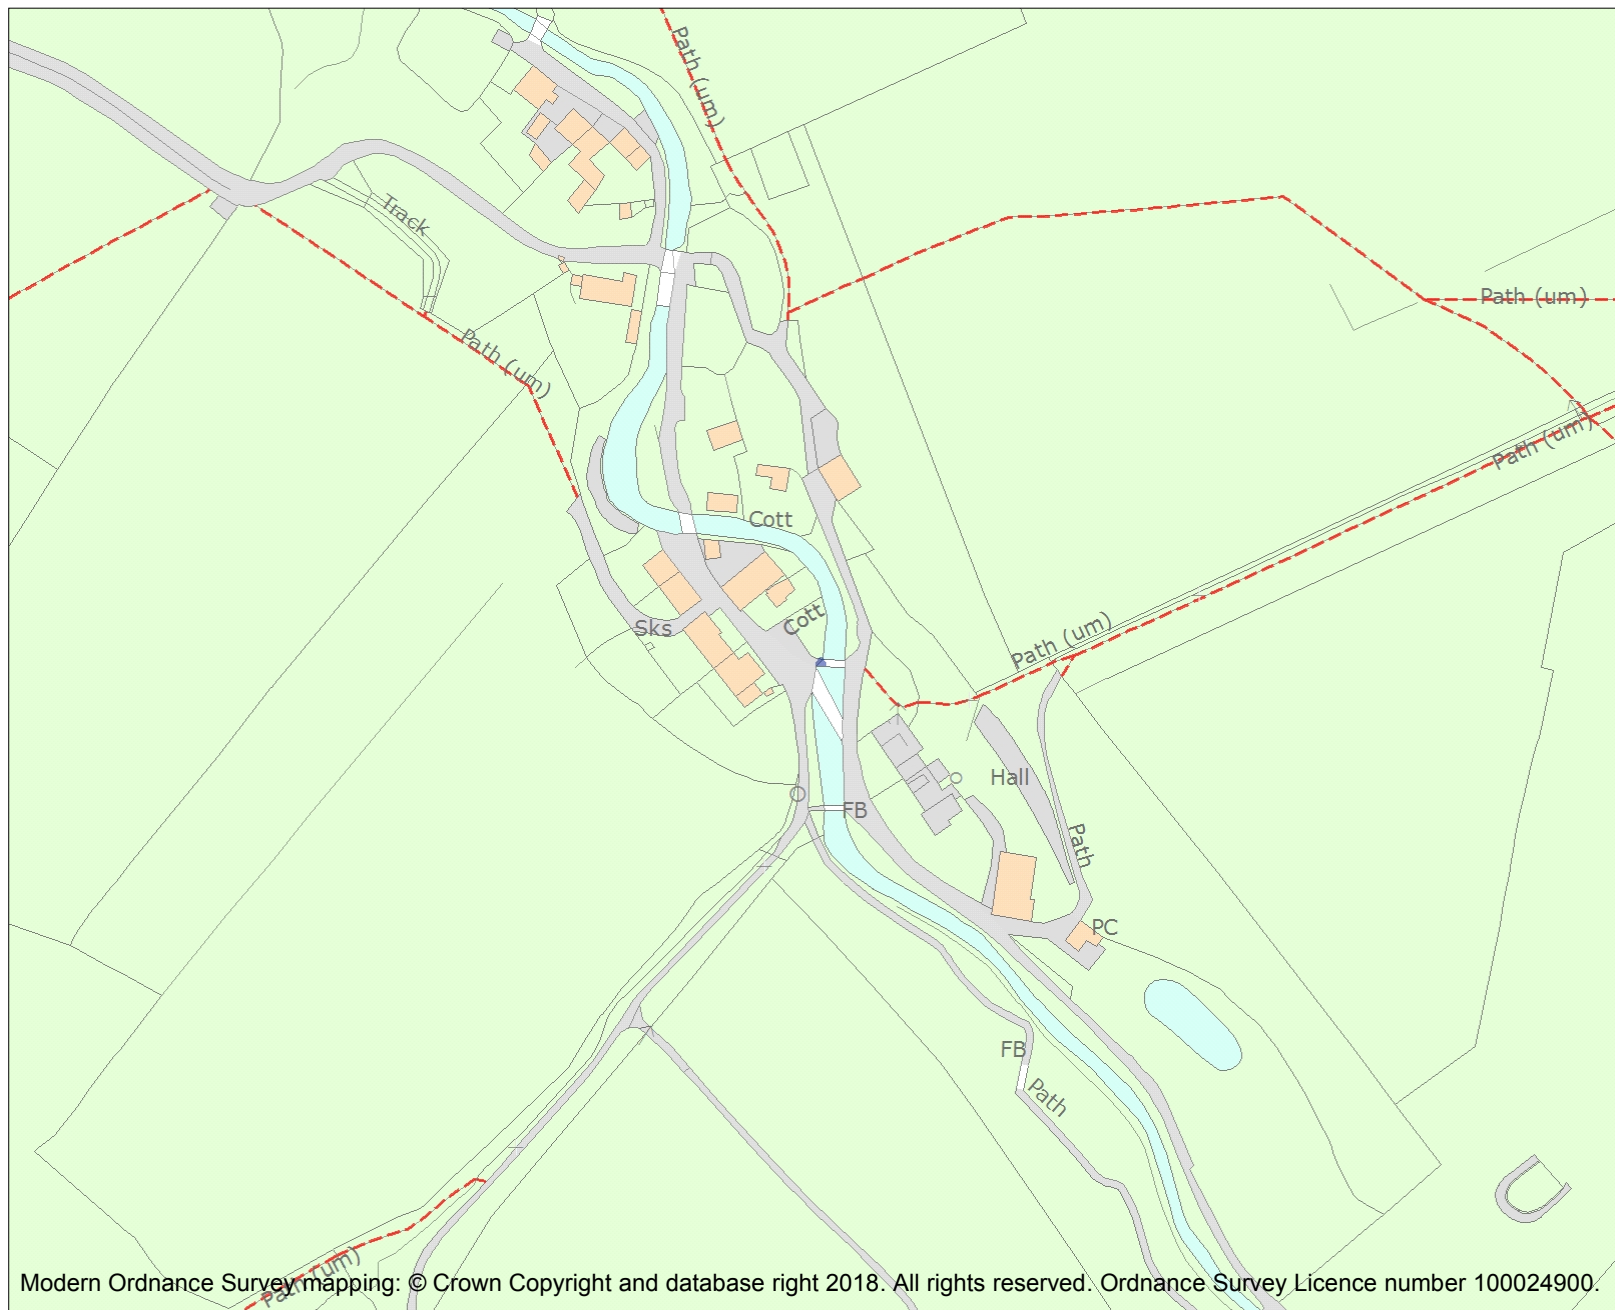 Path (um)
Track
Path (um)
Path (um)
Path (um)
Cott
Cott
Sks
Path (um)
Hall
FB
Path
PC
FB
Path
Path (um)
Modern Ordnance Survey mapping: © Crown Copyright and database right 2018. All rights reserved. Ordnance Survey Licence number 100024900.